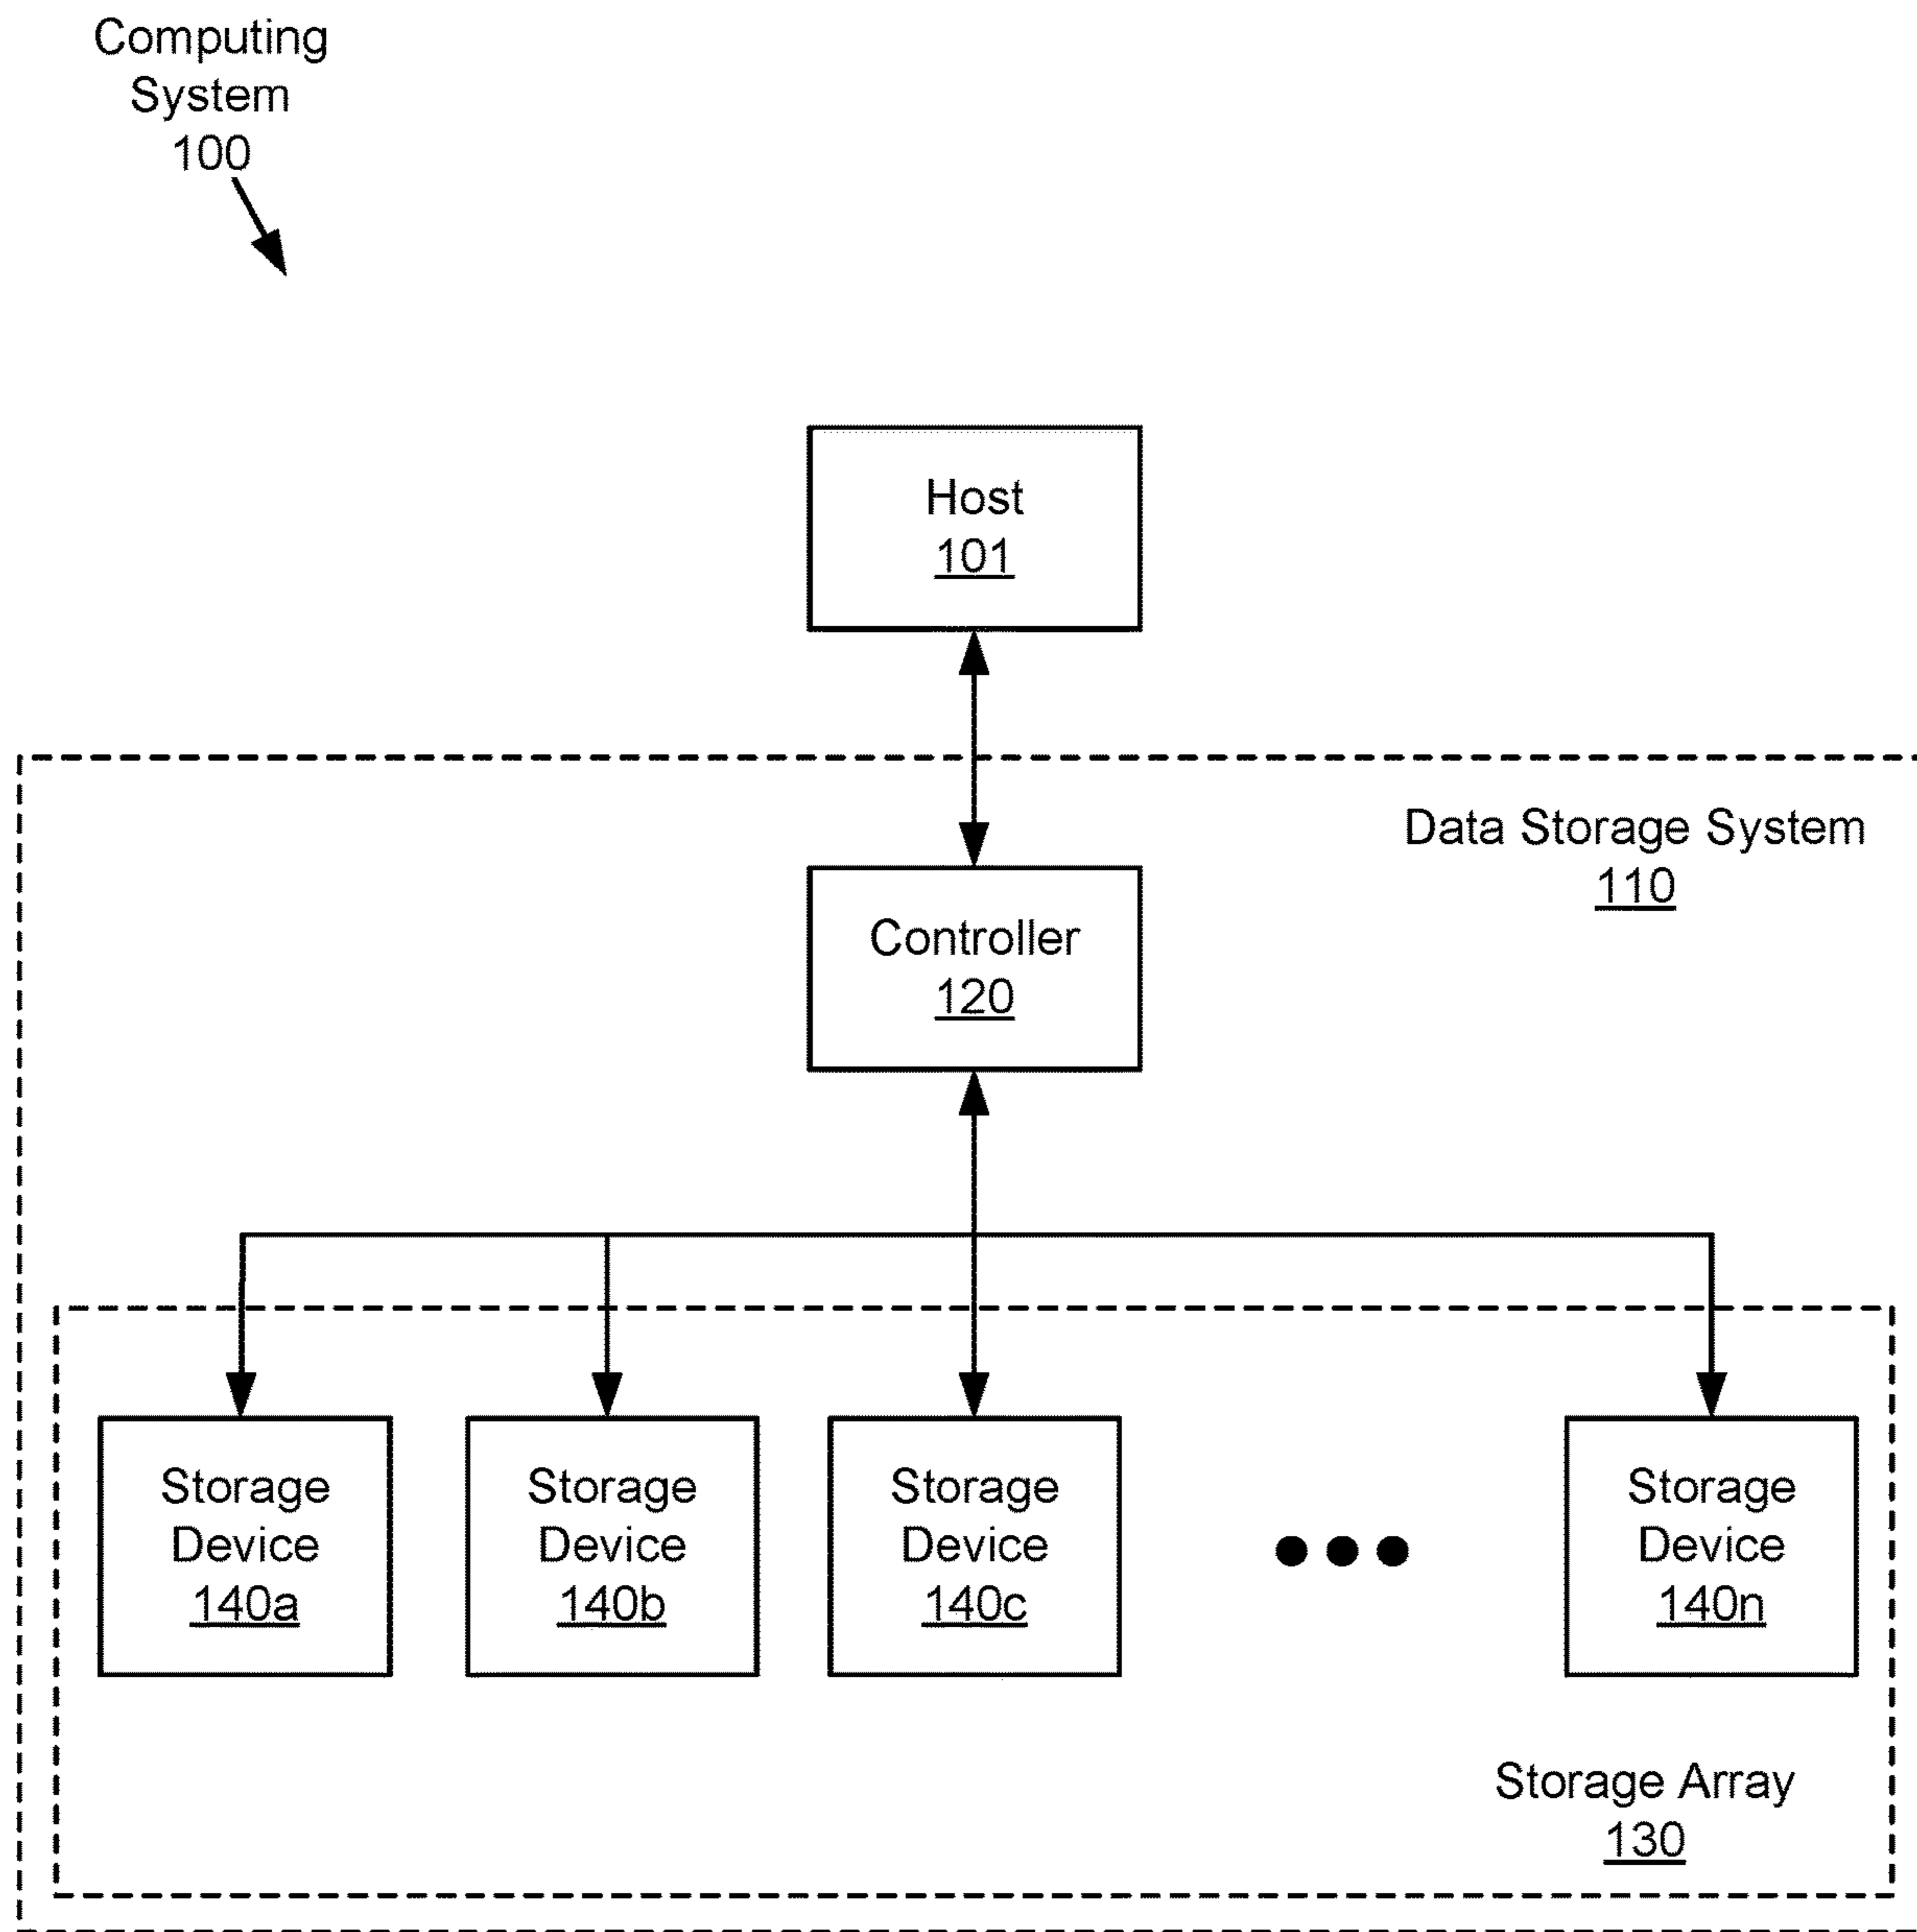 Computing
System
100
Host
101
Data Storage System
110
Controller
120
Storage
Device
140a
Storage
Device
140b
Storage
Device
140c
Storage
Device
140n
Storage Array
130